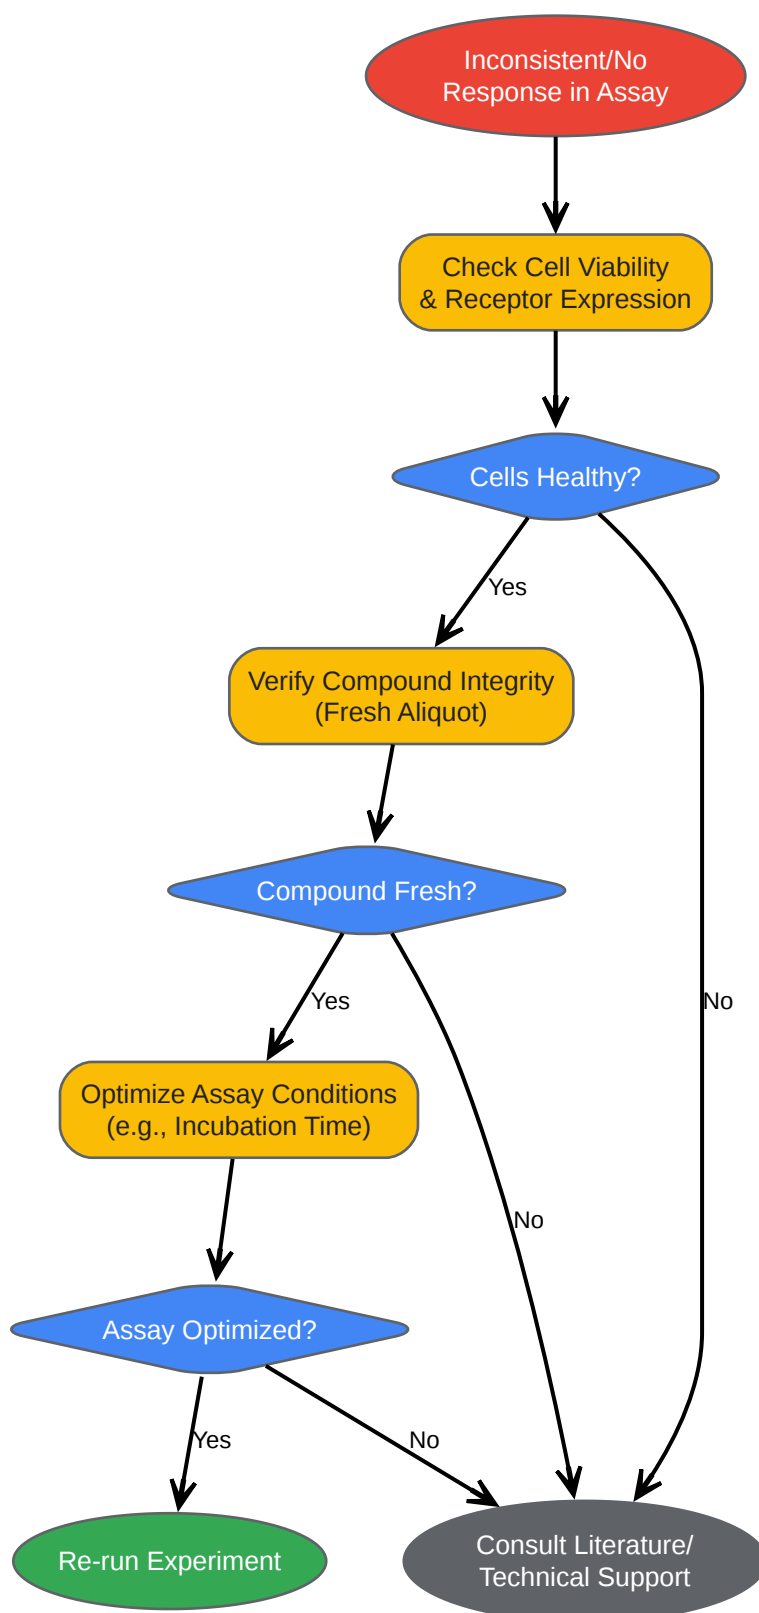 Inconsistent/No
Response in Assay
Check Cell Viability
& Receptor Expression
Cells Healthy?
Yes
Verify Compound Integrity
(Fresh Aliquot)
Compound Fresh?
Yes
No
Optimize Assay Conditions
(e.g., Incubation Time)
No
Assay Optimized?
Yes
No
Re-run Experiment
Consult Literature/
Technical Support